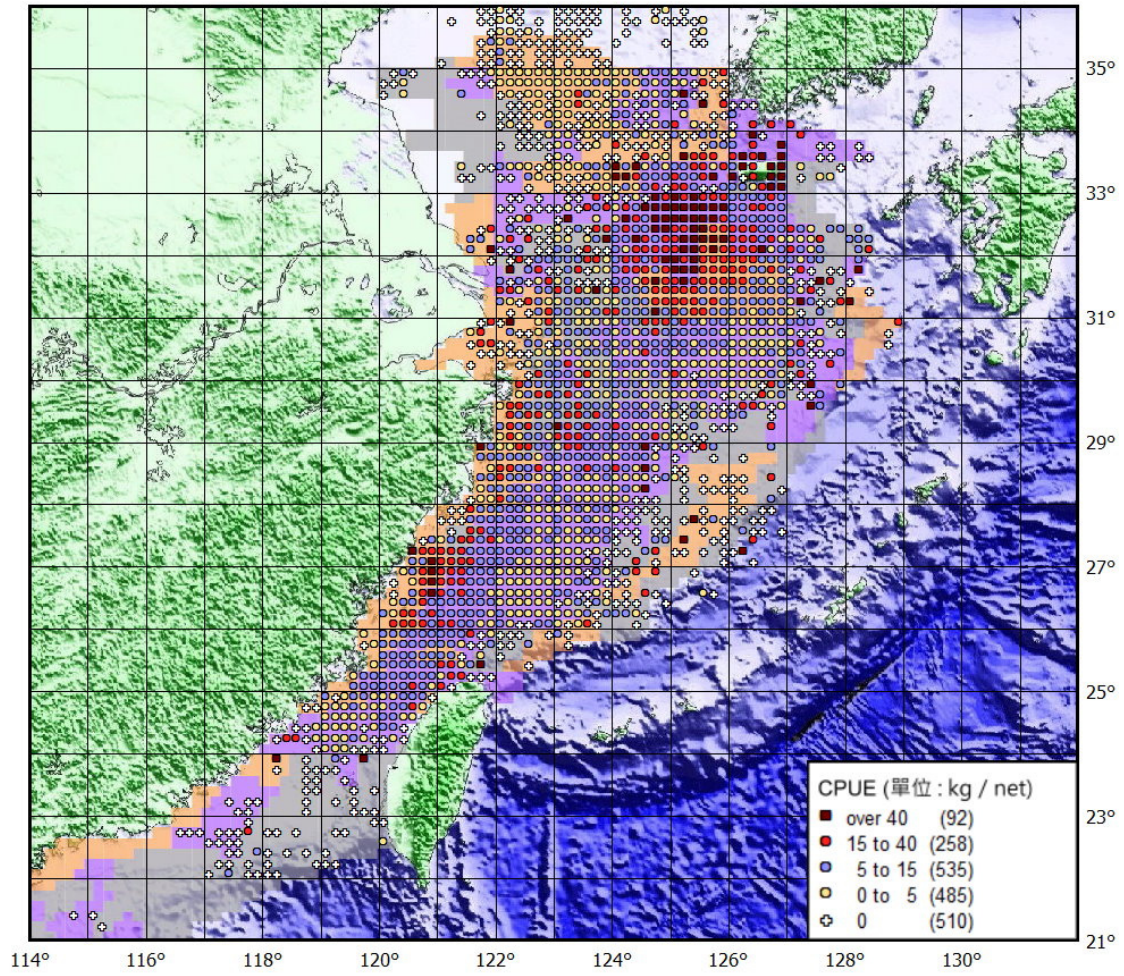 35°
33°
31°
29°
27°
25°
CPUE (單位 : kg / net)
over 40 (92)
15 to 40 (258)
5 to 15 (535)
0 to 5 (485)
0 (510)
23°
21°
114° 116° 118° 120° 122° 124° 126° 128° 130°